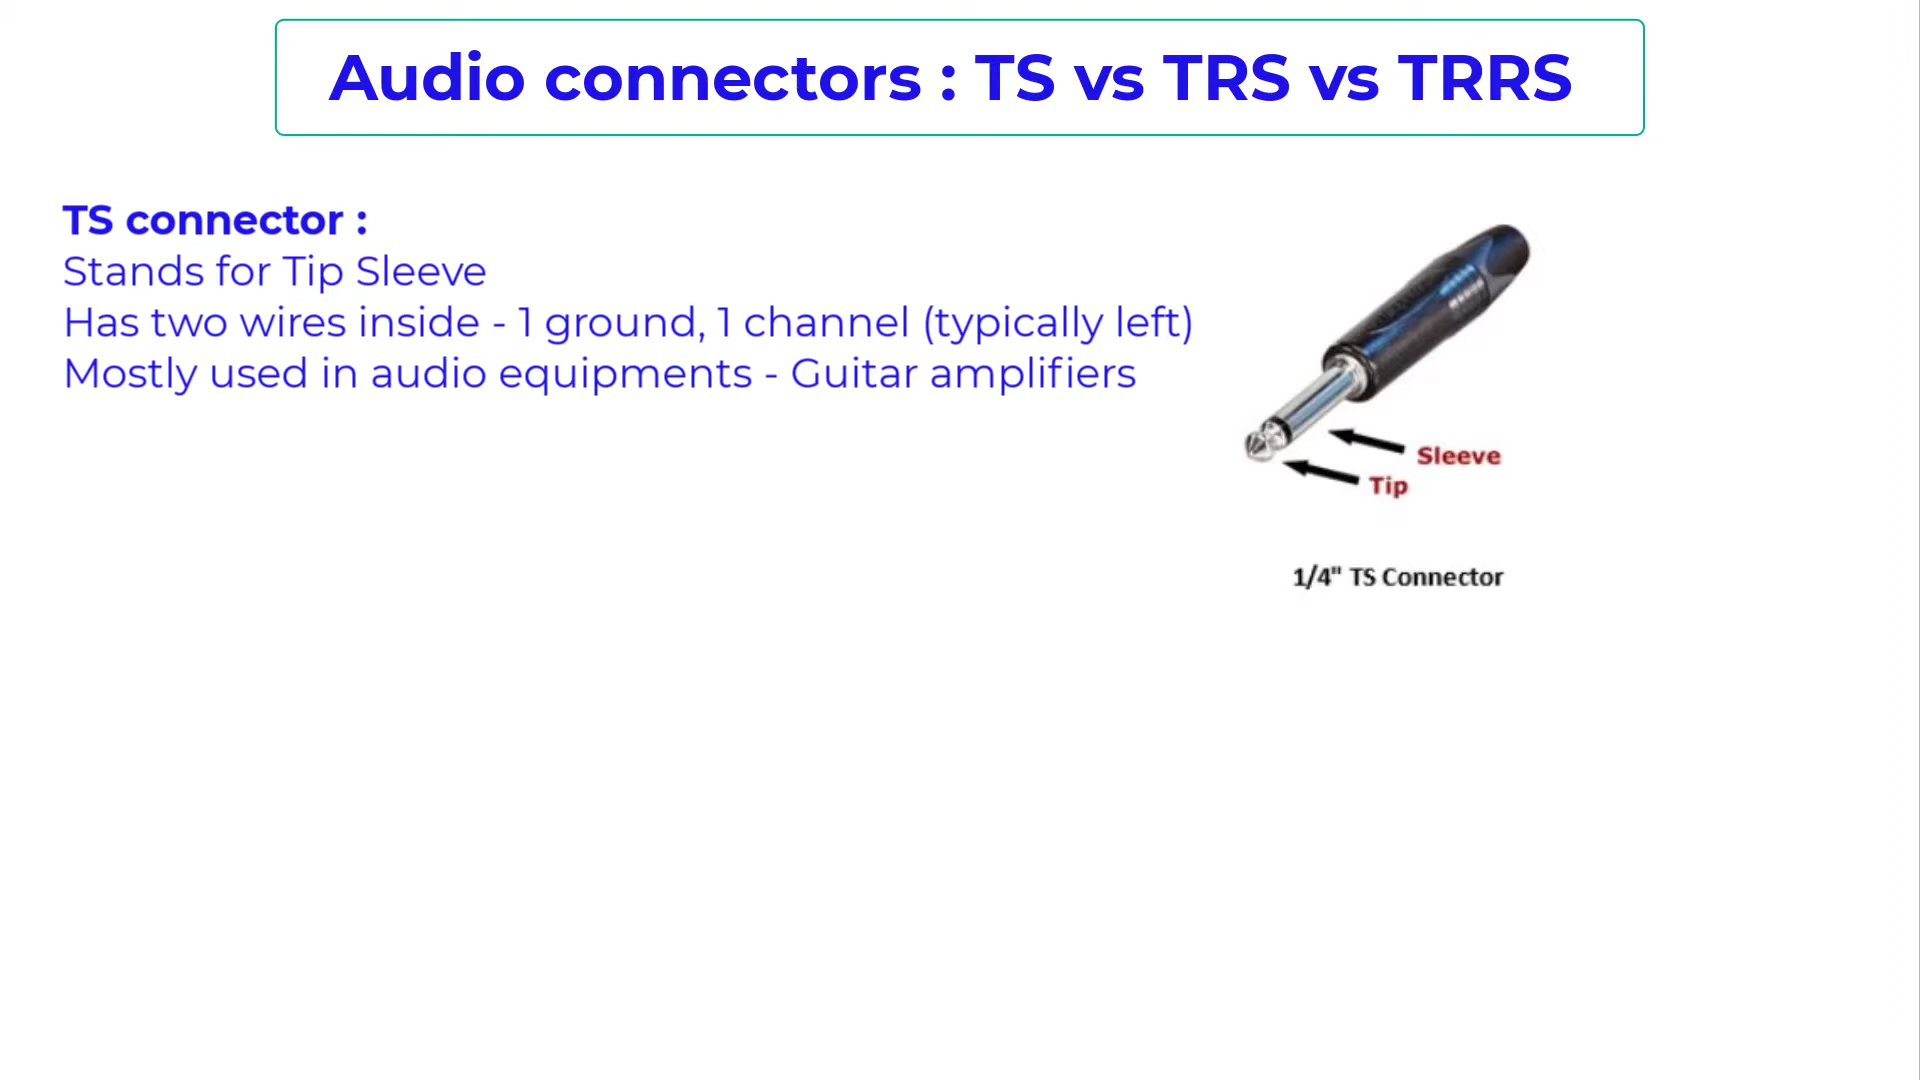 Audio connectors : TS vs TRS vs TRRS
TS connector :
Stands for Tip Sleeve
Has two wires inside - 1 ground, 1 channel (typically left)
Mostly used in audio equipments - Guitar amplifiers
Sleeve
Tip
1/4" TS Connector